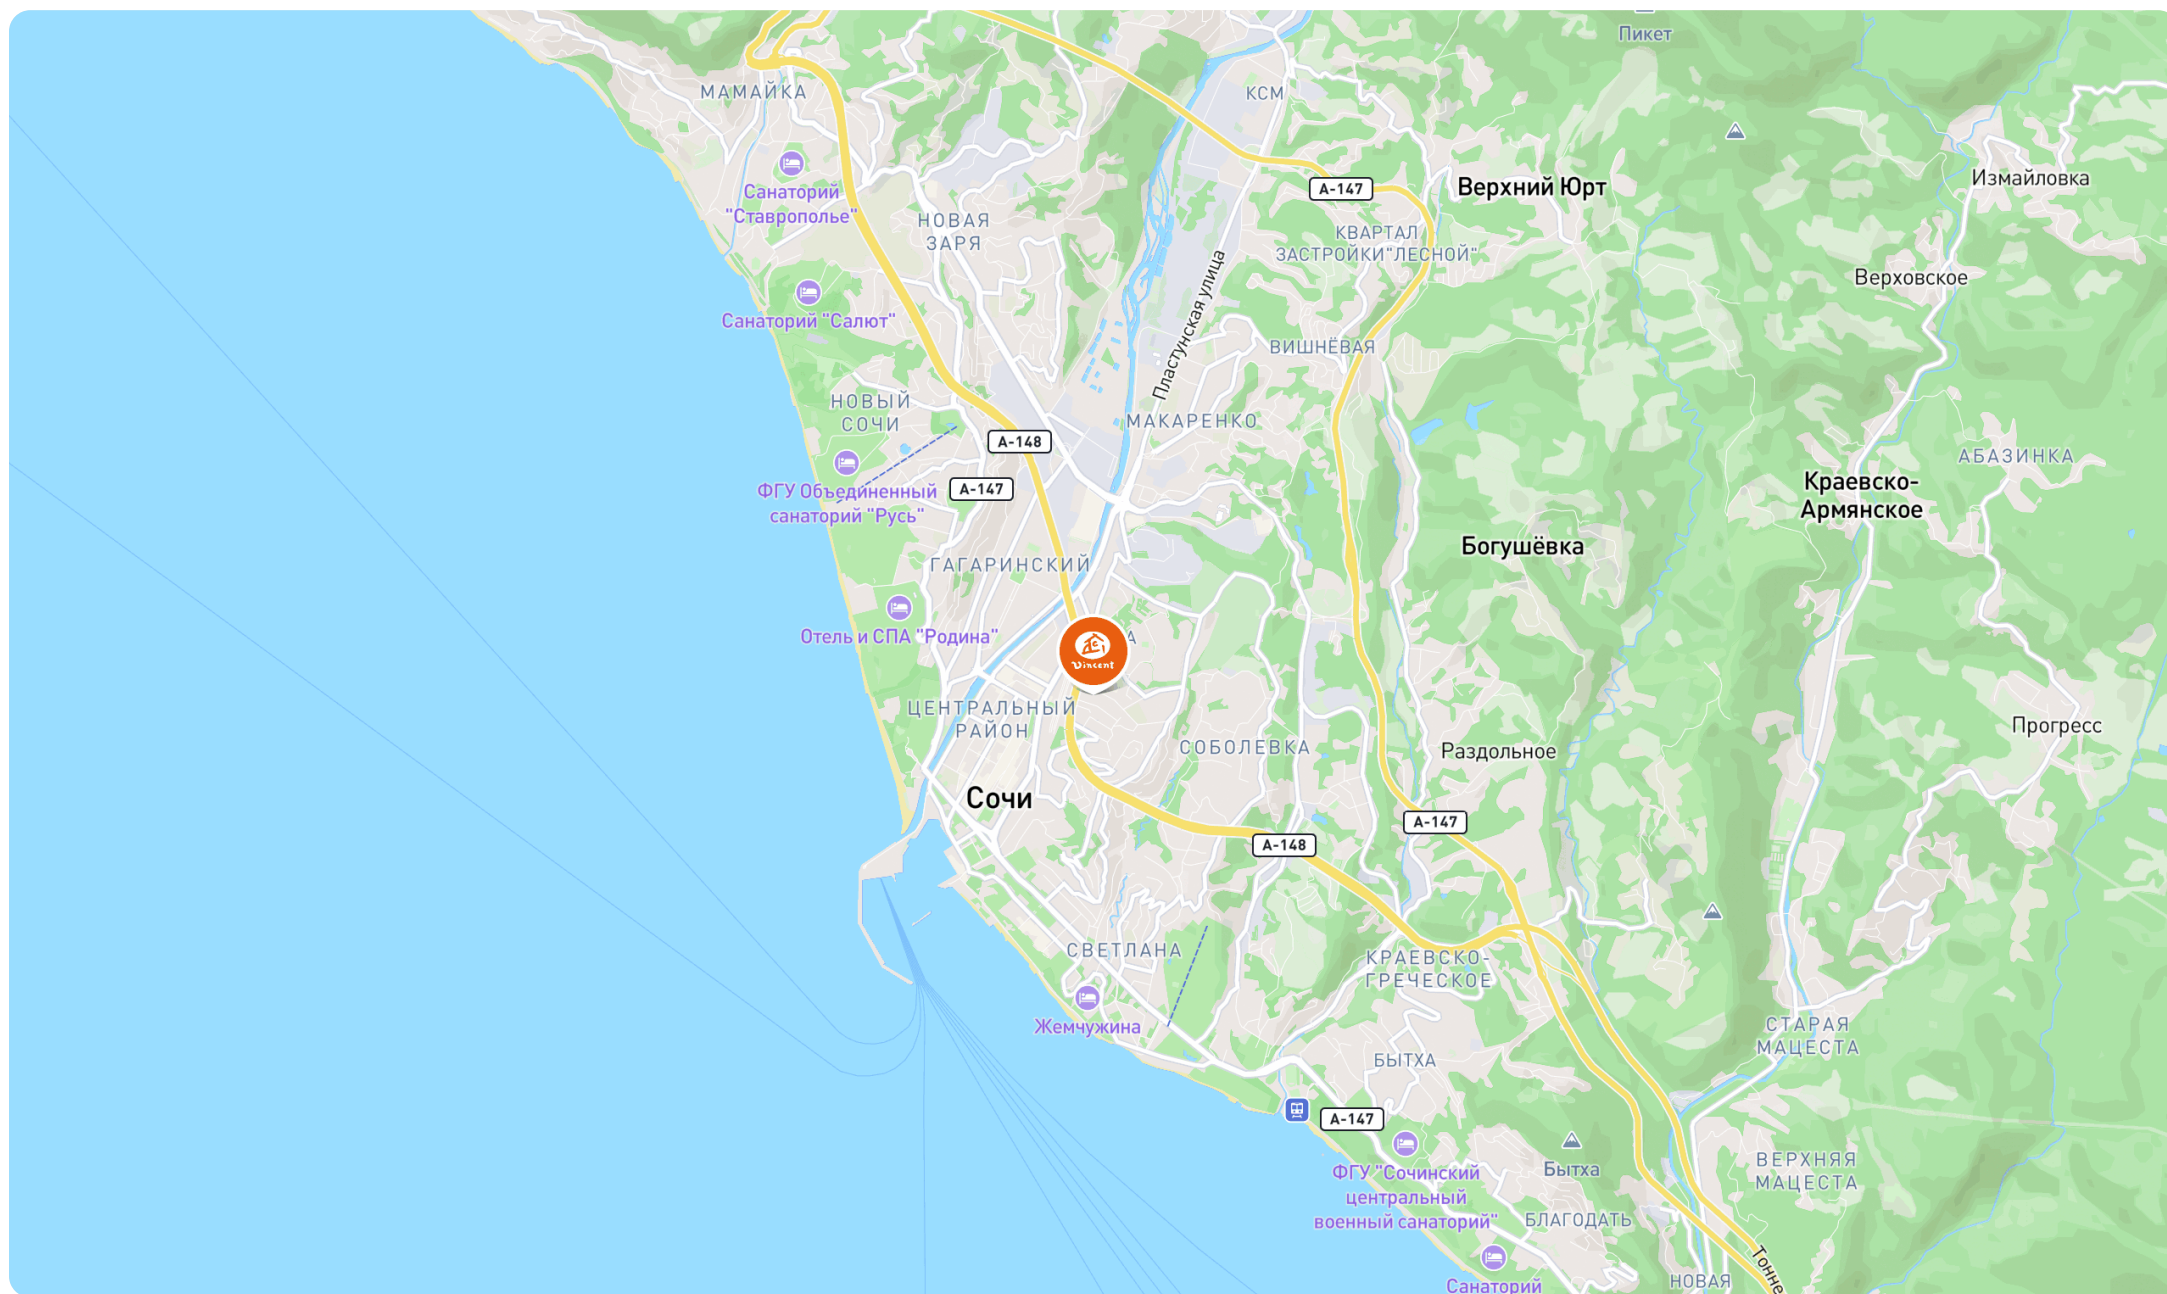 Пикет
МАМАЙКА
КСМ
Санаторий
"Ставрополье"
А-147
Верхний Юрт
Измайловка
НОВАЯ
ЗАРЯ
КВАРТАЛ
ЗАСТРОЙКИ"ЛЕСНОЙ"
Верховское
Санаторий "Салют"
Пластунская улица
ВИШНЁВАЯ
НОВЫЙ
СОЧИ
МАКАРЕНКО
А-148
АБАЗИНКА
А-147
ФГУ Объединенный
санаторий "Русь"
Краевско-
Армянское
Богушёвка
ГАГАРИНСКИЙ
Отель и СПА "Родина"
Vincent
ЦЕНТРАЛЬНЫЙ
РАЙОН
Прогресс
СОБОЛЕВКА
Раздольное
Сочи
А-147
А-148
СВЕТЛАНА
КРАЕВСКО-
ГРЕЧЕСКОЕ
Жемчужина
СТАРАЯ
МАЦЕСТА
БЫТХА
А-147
ФГУ "Сочинский
центральный
военный санаторий"
Бытха
ВЕРХНЯЯ
МАЦЕСТА
БЛАГОДАТЬ
Санаторий
НОВАЯ
Тонне